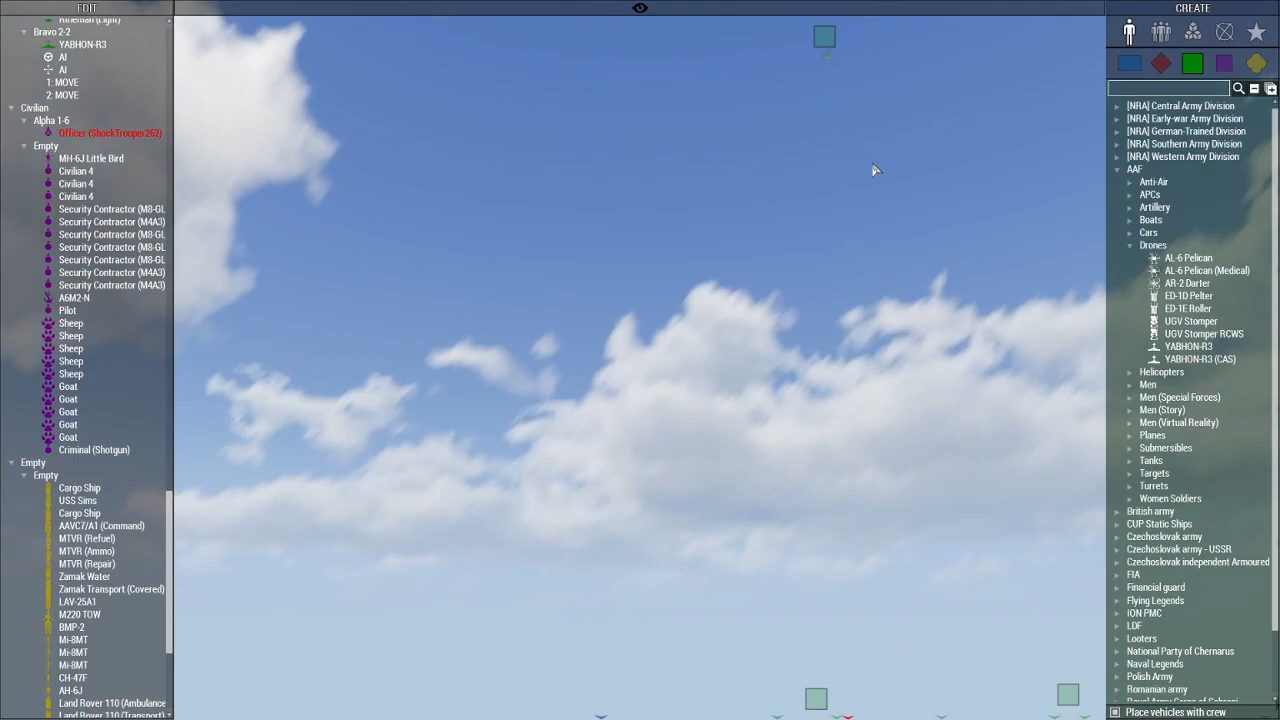 EDIT
Rifleman (Light)
Bravo 2-2
YABHON-R3
AI
AI
1: MOVE
2: MOVE
Civilian
Alpha 1-6
Officer (ShockTrooper262)
Empty
MH-6J Little Bird
Civilian 4
Civilian 4
Civilian 4
Security Contractor (M8-GL
Security Contractor (M4A3)
Security Contractor (M8-GL
Security Contractor (M8-GL
Security Contractor (M8-GL
Security Contractor (M4A3)
Security Contractor (M4A3)
A6M2-N
Pilot
Sheep
Sheep
Sheep
Sheep
Sheep
Goat
Goat
Goat
Goat
Goat
Criminal (Shotgun)
Empty
Empty
Cargo Ship
USS Sims
Cargo Ship
AAVC7/A1 (Command)
MTVR (Refuel)
MTVR (Ammo)
MTVR (Repair)
Zamak Water
Zamak Transport (Covered)
LAV-25A1
M220 TOW
BMP-2
Mi-8MT
Mi-8MT
Mi-8MT
CH-47F
AH-6J
Land Rover 110 (Ambulance
Land Rover 110 (Transport)
CREATE
[NRA] Central Army Division
[NRA] Early-war Army Division
[NRA] German-Trained Division
[NRA] Southern Army Division
[NRA] Western Army Division
AAF
Anti-Air
APCs
Artillery
Boats
Cars
Drones
AL-6 Pelican
AL-6 Pelican (Medical)
AR-2 Darter
ED-1D Pelter
ED-1E Roller
UGV Stomper
UGV Stomper RCWS
YABHON-R3
YABHON-R3 (CAS)
Helicopters
Men
Men (Special Forces)
Men (Story)
Men (Virtual Reality)
Planes
Submersibles
Tanks
Targets
Turrets
Women Soldiers
British army
CUP Static Ships
Czechoslovak army
Czechoslovak army - USSR
Czechoslovak independent Armoured
FIA
Financial guard
Flying Legends
ION PMC
LDF
Looters
National Party of Chernarus
Naval Legends
Polish Army
Romanian army
Place vehicles with crew